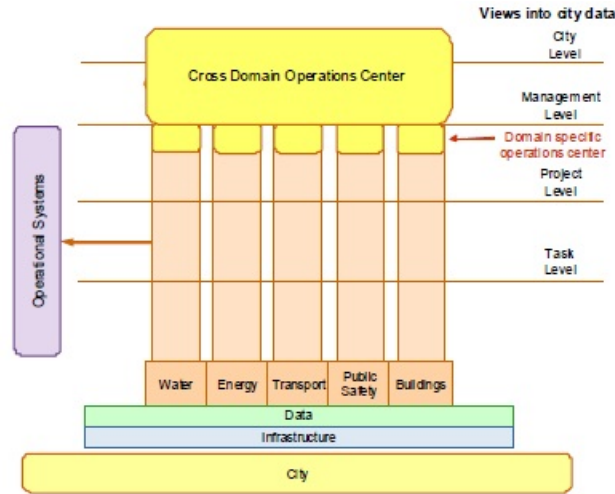 Views into city data
City
Level
Cross Domain Operations Center
Management
Level
Domain specific
operations center
Project
Level
Operational Systems
Task
Level
Water
Energy
Transport
Public
Safety
Buildings
Data
Infrastructure
City